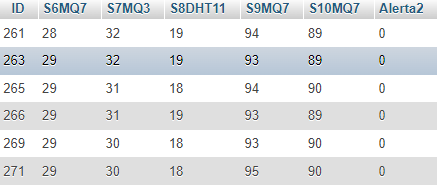 ID S6MQ7 S7MQ3 S8DHT11 S9MQ7 S10MQ7 Alerta2
261 28 32 19 94 89 0
263 29 32 19 93 89 0
265 29 31 18 94 90 0
266 29 31 19 93 89 0
269 29 30 18 93 90 0
271 29 30 18 95 90 0